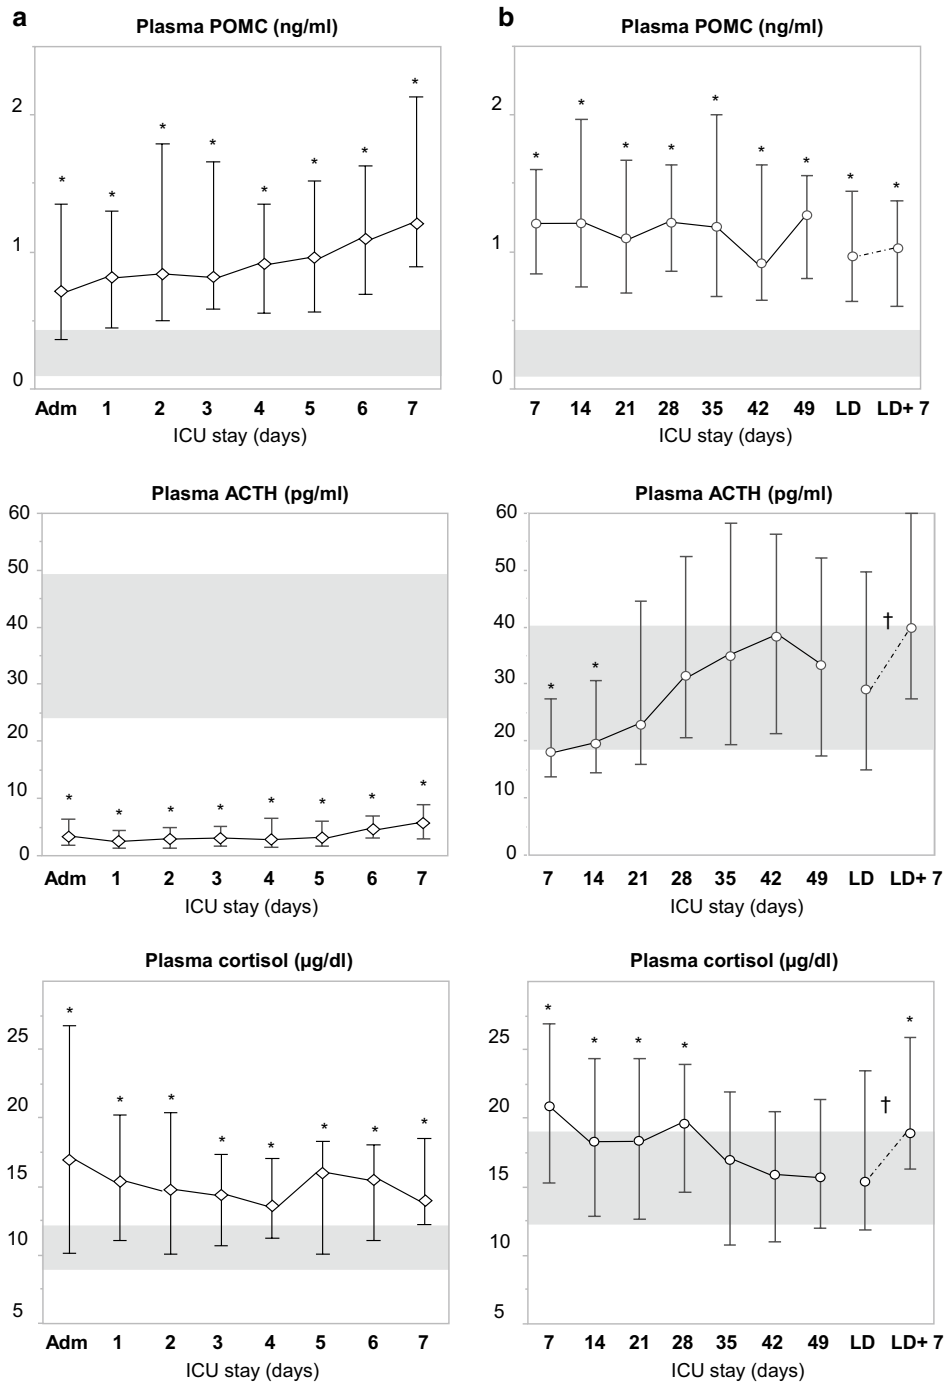 a
Plasma POMC (ng/ml)
2
1
0
* * * * * * * *
Adm 1 2 3 4 5 6 7
ICU stay (days)
b
Plasma POMC (ng/ml)
2
1
0
* * * * * * * * *
7 14 21 28 35 42 49 LD LD+ 7
ICU stay (days)
Plasma ACTH (pg/ml)
60
50
40
30
20
10
0
* * * * * * * *
Adm 1 2 3 4 5 6 7
ICU stay (days)
Plasma ACTH (pg/ml)
60
50
40
30
20
10
0
* * †
7 14 21 28 35 42 49 LD LD+ 7
ICU stay (days)
Plasma cortisol (µg/dl)
25
20
15
10
5
* * * * * * * *
Adm 1 2 3 4 5 6 7
ICU stay (days)
Plasma cortisol (µg/dl)
25
20
15
10
5
* * * * † *
7 14 21 28 35 42 49 LD LD+ 7
ICU stay (days)